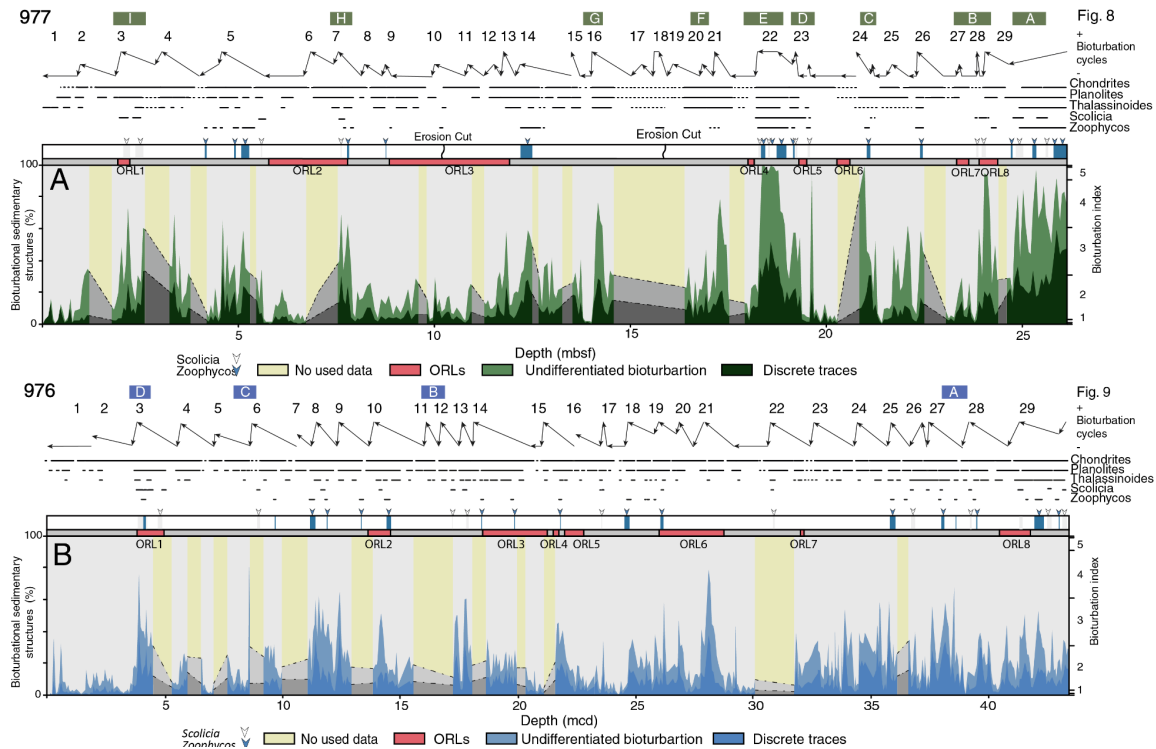 977 I H G F E D C B A Fig. 8
1 2 3 4 5 6 7 8 9 10 11 12 13 14 15 16 17 18 19 20 21 22 23 24 25 26 27 28 29 +
Bioturbation
cycles
-
Chondrites
Planolites
Thalassinoides
Scolicia
Zoophycos
Erosion Cut Erosion Cut
100 ORL1 ORL2 ORL3 ORL4 ORL5 ORL6 ORL7 ORL8 5
A
4
3
2
0 1
Bioturbational sedimentary
structures (%)
Bioturbation index
5 10 15 20 25
Depth (mbsf)
Scolicia
Zoophycos No used data ORLs Undifferentiated bioturbartion Discrete traces
976 D C B A Fig. 9
1 2 3 4 5 6 7 8 9 10 11 12 13 14 15 16 17 18 19 20 21 22 23 24 25 26 27 28 29 +
Bioturbation
cycles
-
Chondrites
Planolites
Thalassinoides
Scolicia
Zoophycos
100 ORL1 ORL2 ORL3 ORL4 ORL5 ORL6 ORL7 ORL8 5
B
4
3
2
0 1
Bioturbational sedimentary
structures (%)
Bioturbation index
5 10 15 20 25 30 35 40
Depth (mcd)
Scolicia
Zoophycos No used data ORLs Undifferentiated bioturbartion Discrete traces